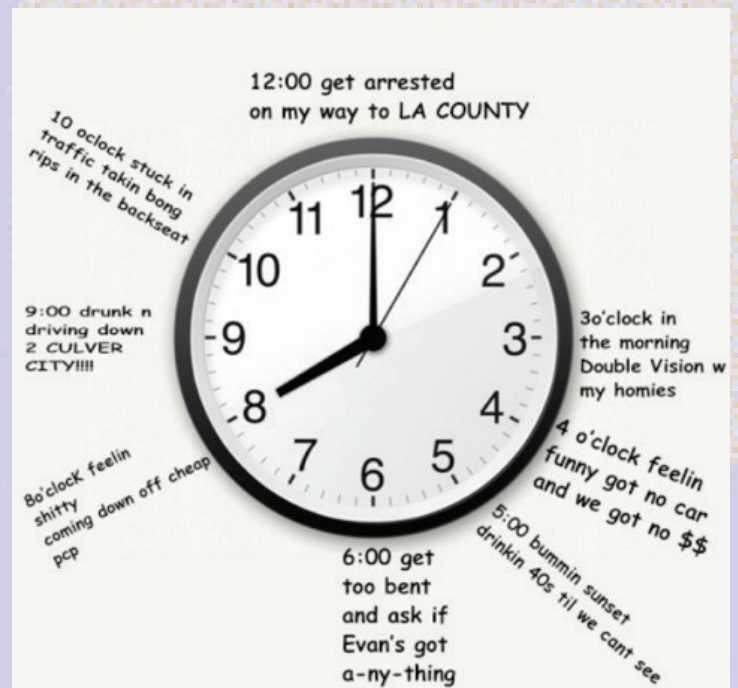 12:00 get arrested
on my way to LA COUNTY
10 oclock stuck in
traffic takin bong
rips in the backseat
12
1
2
3
4
5
6
7
8
9
10
11
9:00 drunk n
driving down
2 CULVER
CITY!!!!
3o'clock in
the morning
Double Vision w
my homies
4 o'clock feelin
funny got no car
and we got no $$
8o'clocK feelin
shitty
coming down off cheap
pcp
5:00 bummin sunset
drinkin 40s til we cant see
6:00 get
too bent
and ask if
Evan's got
a-ny-thing